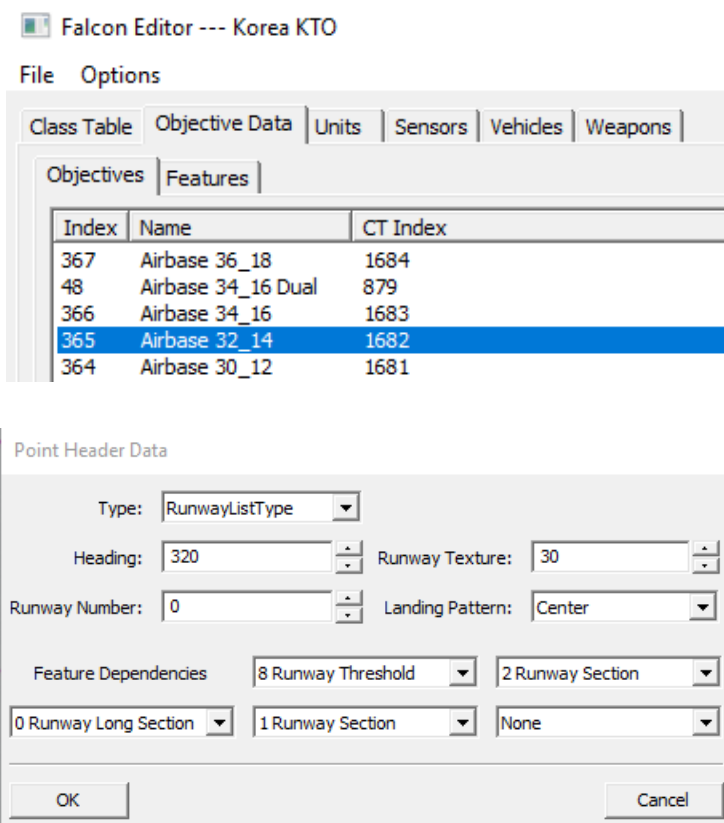 Falcon Editor --- Korea KTO
File Options
Class Table Objective Data Units Sensors Vehicles Weapons
Objectives Features
Index Name CT Index
367 Airbase 36_18 1684
48 Airbase 34_16 Dual 879
366 Airbase 34_16 1683
365 Airbase 32_14 1682
364 Airbase 30_12 1681
Point Header Data
Type: RunwayListType
Heading: 320 Runway Texture: 30
Runway Number: 0 Landing Pattern: Center
Feature Dependencies 8 Runway Threshold 2 Runway Section
0 Runway Long Section 1 Runway Section None
OK Cancel